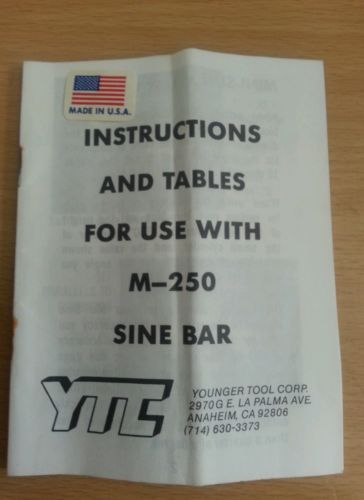 MADE IN U.S.A.
INSTRUCTIONS
AND TABLES
FOR USE WITH
M-250
SINE BAR
YTC
YOUNGER TOOL CORP.
2970G E. LA PALMA AVE.
ANAHEIM, CA 92806
(714) 630-3373